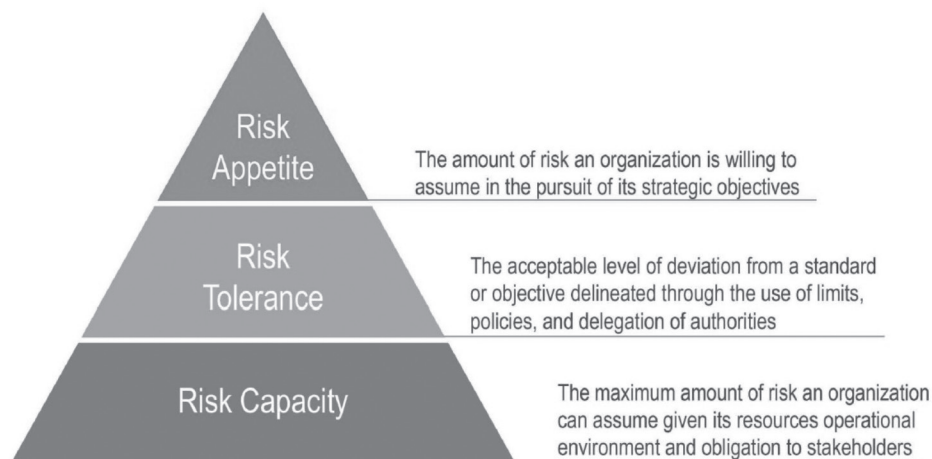 Risk
Appetite
The amount of risk an organization is willing to
assume in the pursuit of its strategic objectives
Risk
Tolerance
The acceptable level of deviation from a standard
or objective delineated through the use of limits,
policies, and delegation of authorities
Risk Capacity
The maximum amount of risk an organization
can assume given its resources operational
environment and obligation to stakeholders